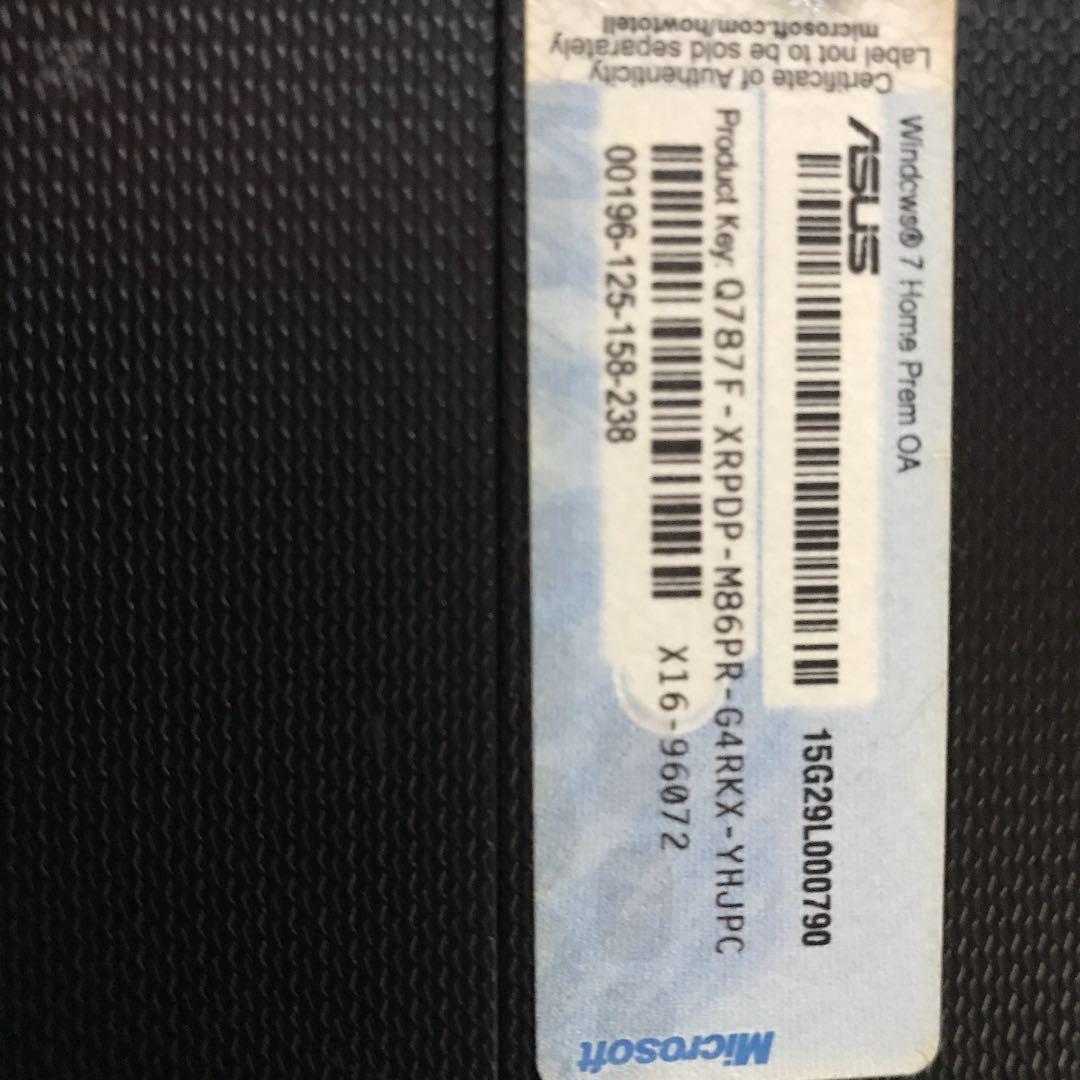 Windows® 7 Home Prem OA
ASUS
15G29L000790
Product Key: Q787F-XRPDP-M86PR-G4RKX-YHJPC
X16-96072
00196-125-158-238
Certificate of Authenticity
Label not to be sold separately
microsoft.com/howtotell
Microsoft